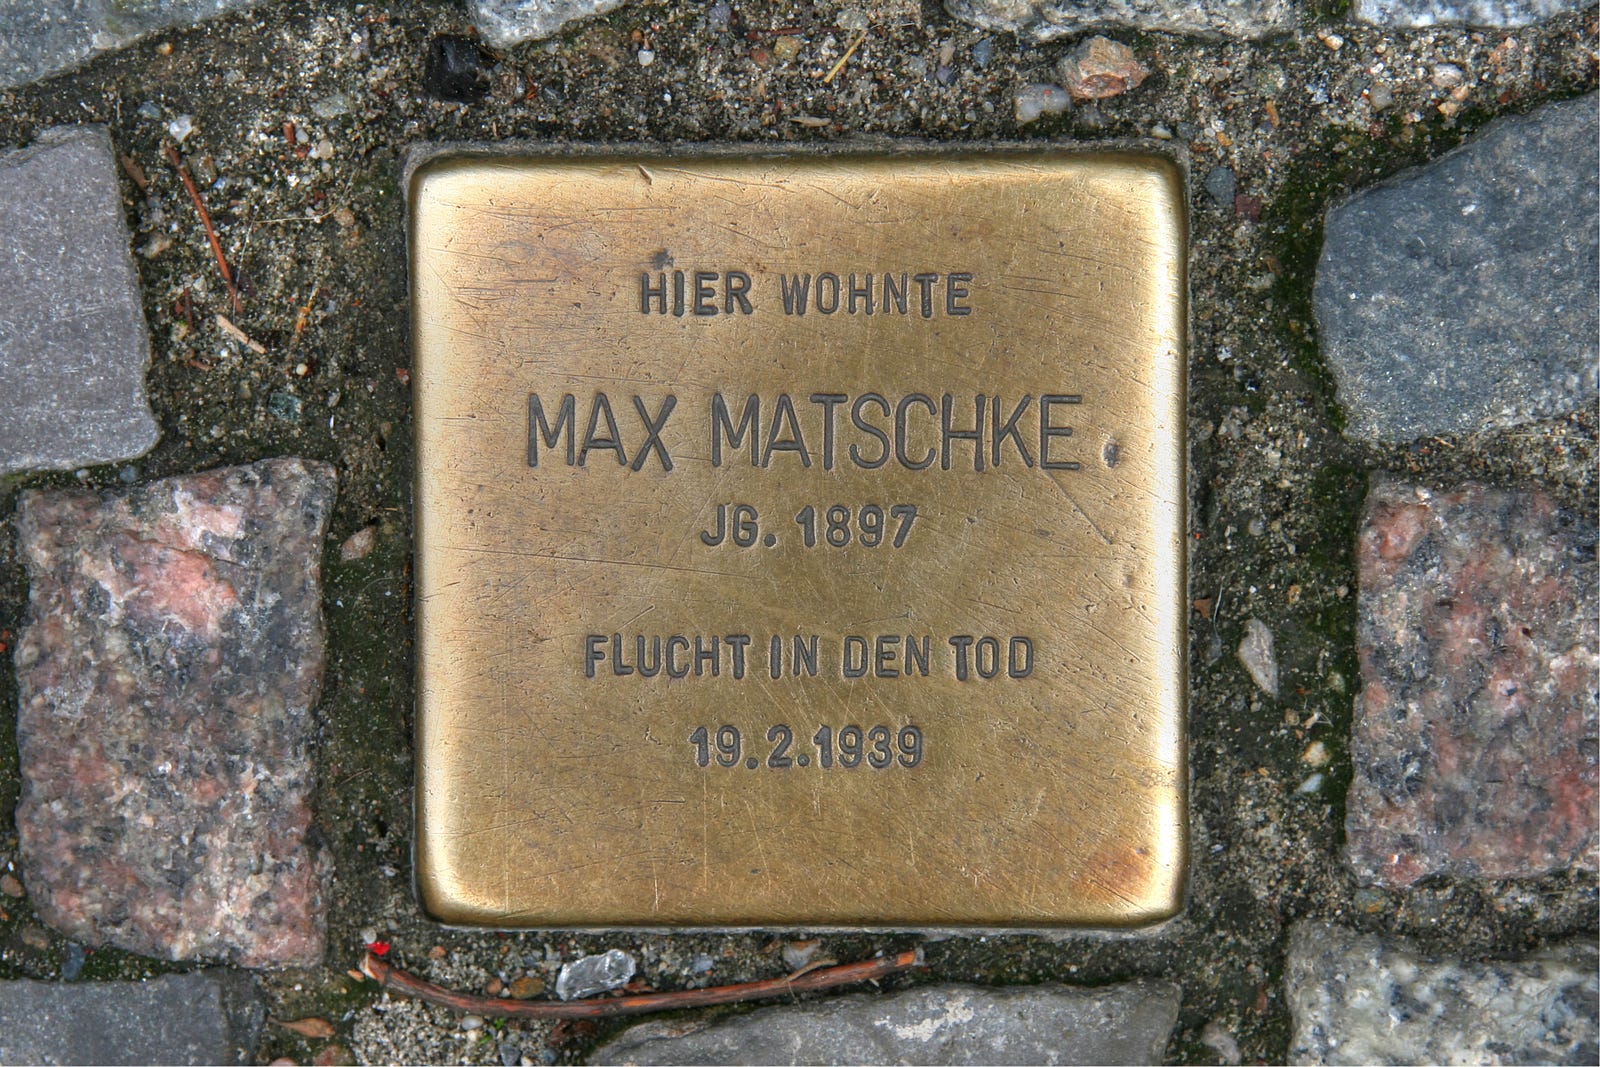 HIER WOHNTE
MAX MATSCHKE
JG. 1897
FLUCHT IN DEN TOD
19.2.1939